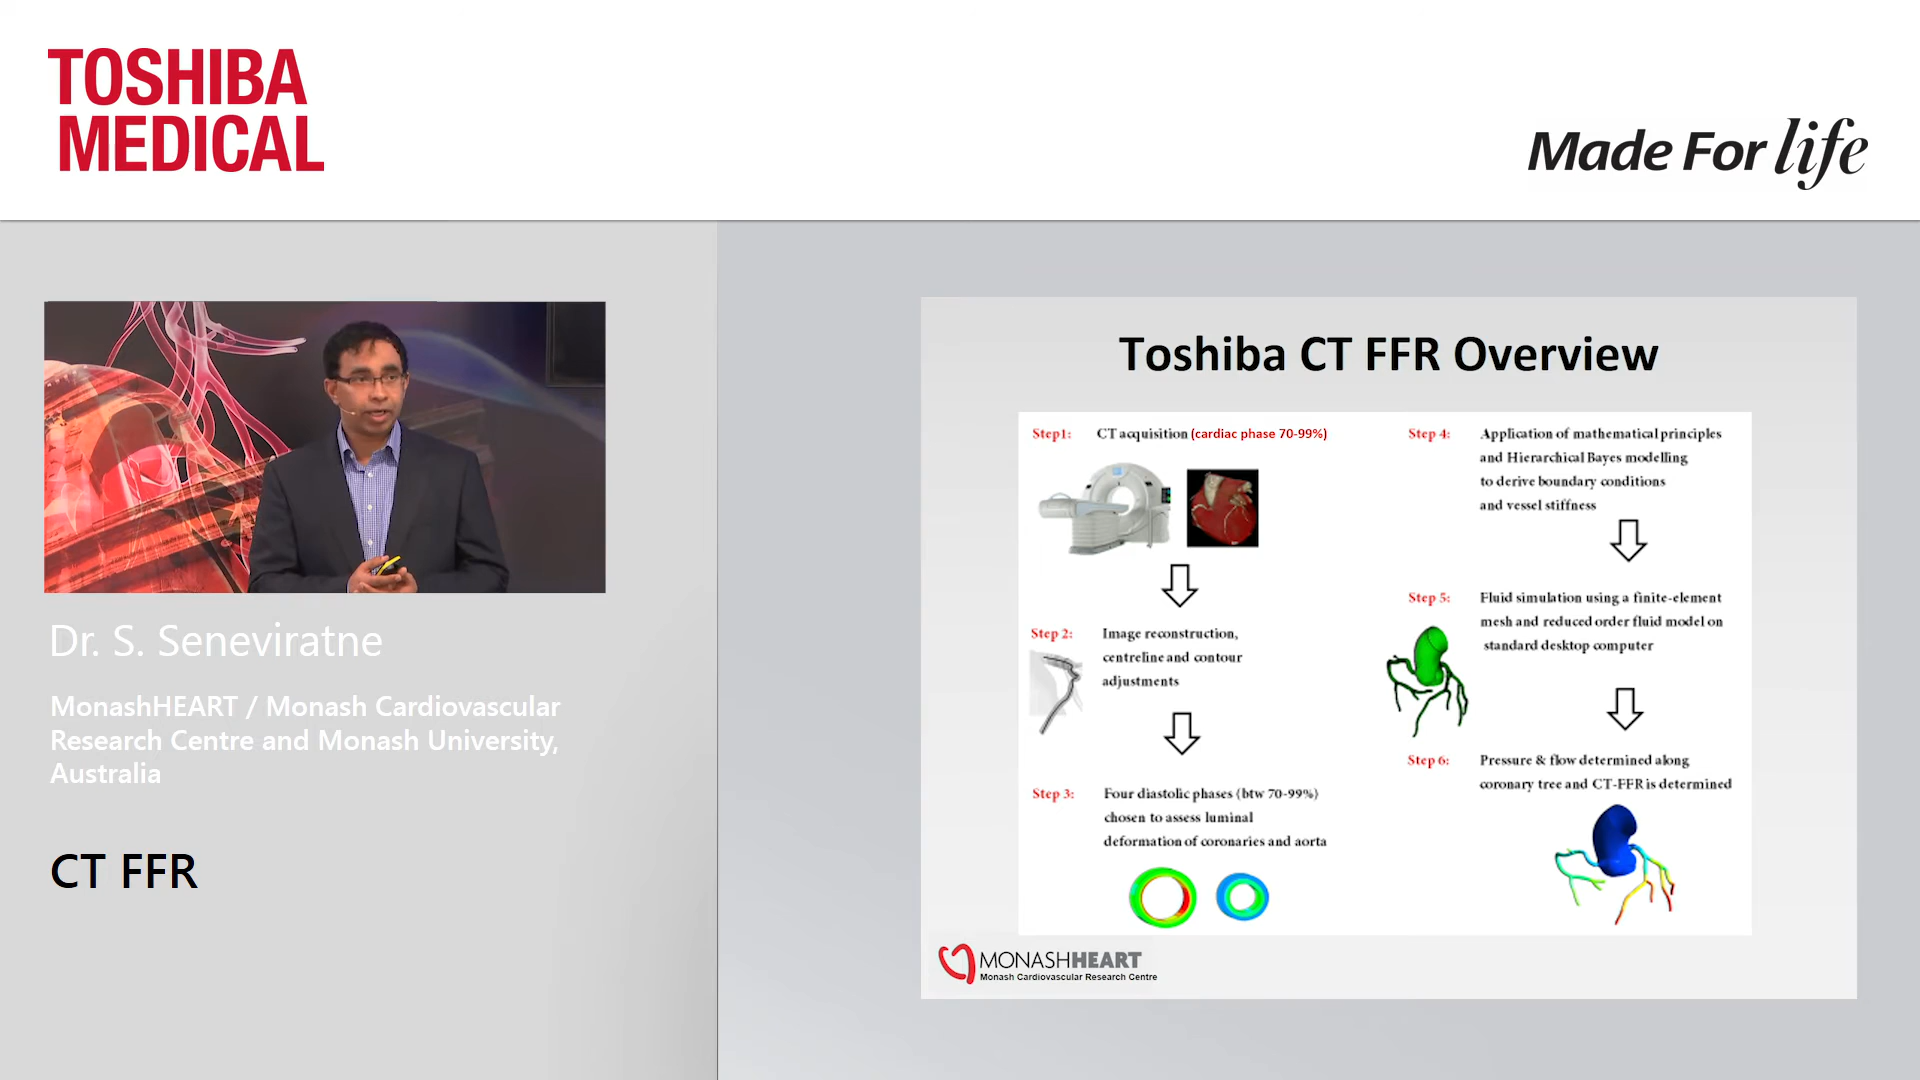 TOSHIBA
MEDICAL
Made For life
Dr. S. Seneviratne
MonashHEART / Monash Cardiovascular
Research Centre and Monash University,
Australia
CT FFR
Toshiba CT FFR Overview
Step1: CT acquisition (cardiac phase 70-99%)
Step 2: Image reconstruction,
centreline and contour
adjustments
Step 3: Four diastolic phases (btw 70-99%)
chosen to assess luminal
deformation of coronaries and aorta
Step 4: Application of mathematical principles
and Hierarchical Bayes modelling
to derive boundary conditions
and vessel stiffness
Step 5: Fluid simulation using a finite-element
mesh and reduced order fluid model on
standard desktop computer
Step 6: Pressure & flow determined along
coronary tree and CT-FFR is determined
MONASHHEART
Monash Cardiovascular Research Centre